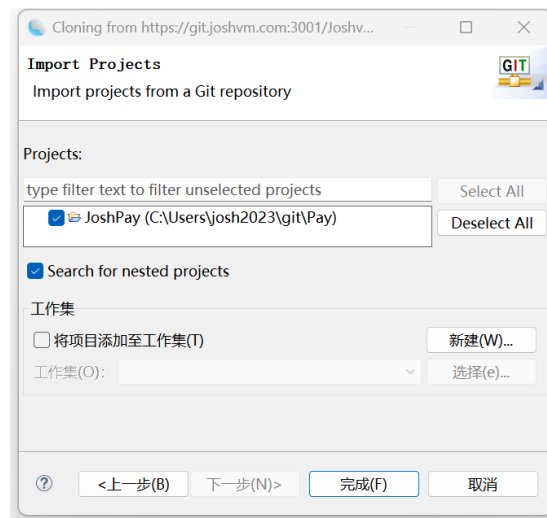 Cloning from https://git.joshvm.com:3001/Joshv...
Import Projects
Import projects from a Git repository
GIT
Projects:
type filter text to filter unselected projects
Select All
JoshPay (C:\Users\josh2023\git\Pay)
Deselect All
Search for nested projects
工作集
将项目添加至工作集(T)
新建(W)...
工作集(O):
选择(e)...
?
<上一步(B)
下一步(N)>
完成(F)
取消